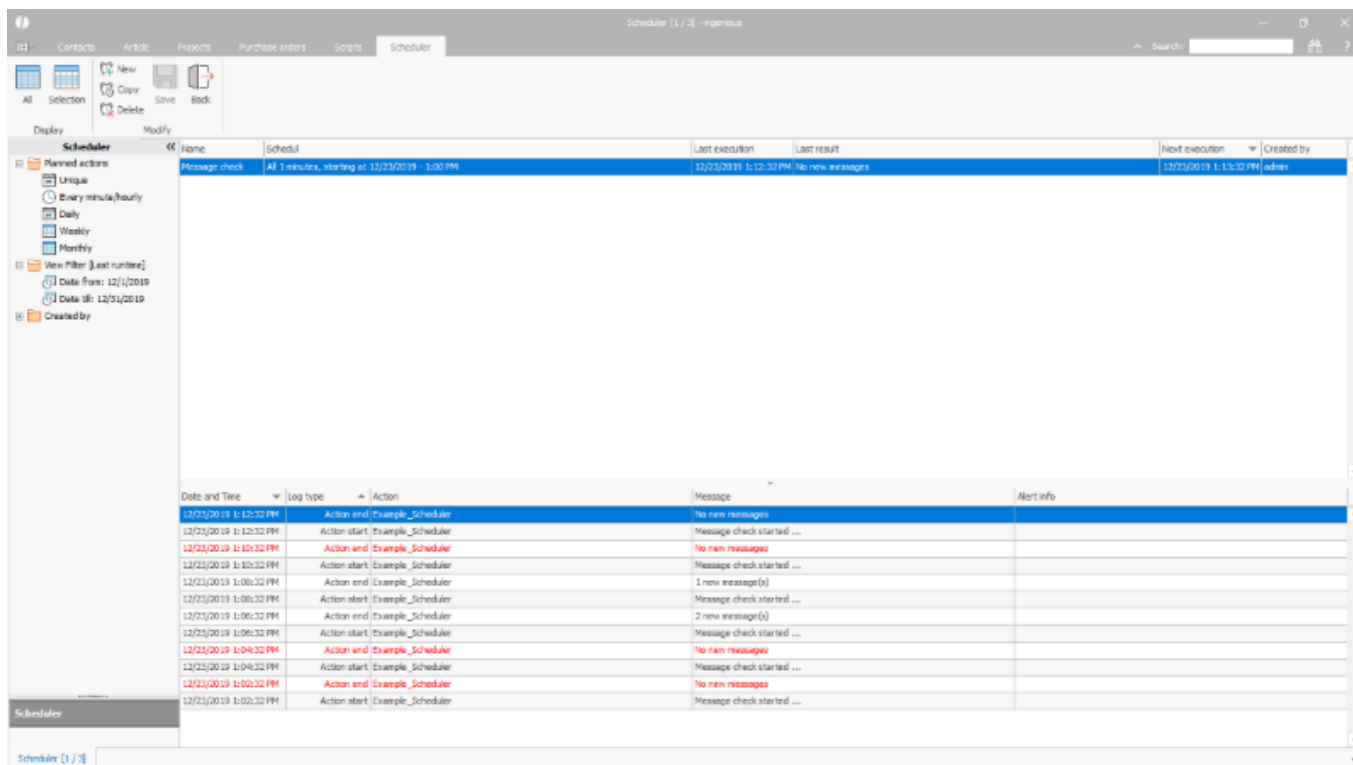 Scheduler [1 / 3] - ingenious
Contacts Article Projects Purchase orders Scripts Scheduler Search: ?
New
Copy
All Selection Delete Save Back
Display Modify
Scheduler
Planned actions
Unique
Every minute/hourly
Daily
Weekly
Monthly
View Filter [Last runtime]
Date from: 12/1/2019
Date till: 12/31/2019
Created by
Name Schedul Last execution Last result Next execution Created by
Message check All 1 minutes, starting at 12/23/2019 - 1:00 PM 12/23/2019 1:12:32 PM No new messages 12/23/2019 1:13:32 PM admin
Date and Time Log type Action Message Alert info
12/23/2019 1:12:32 PM Action end Example_Scheduler No new messages
12/23/2019 1:12:32 PM Action start Example_Scheduler Message check started ...
12/23/2019 1:10:32 PM Action end Example_Scheduler No new messages
12/23/2019 1:10:32 PM Action start Example_Scheduler Message check started ...
12/23/2019 1:08:32 PM Action end Example_Scheduler 1 new message(s)
12/23/2019 1:08:32 PM Action start Example_Scheduler Message check started ...
12/23/2019 1:06:32 PM Action end Example_Scheduler 2 new message(s)
12/23/2019 1:06:32 PM Action start Example_Scheduler Message check started ...
12/23/2019 1:04:32 PM Action end Example_Scheduler No new messages
12/23/2019 1:04:32 PM Action start Example_Scheduler Message check started ...
12/23/2019 1:02:32 PM Action end Example_Scheduler No new messages
12/23/2019 1:02:32 PM Action start Example_Scheduler Message check started ...
Scheduler
Scheduler [1 / 3]